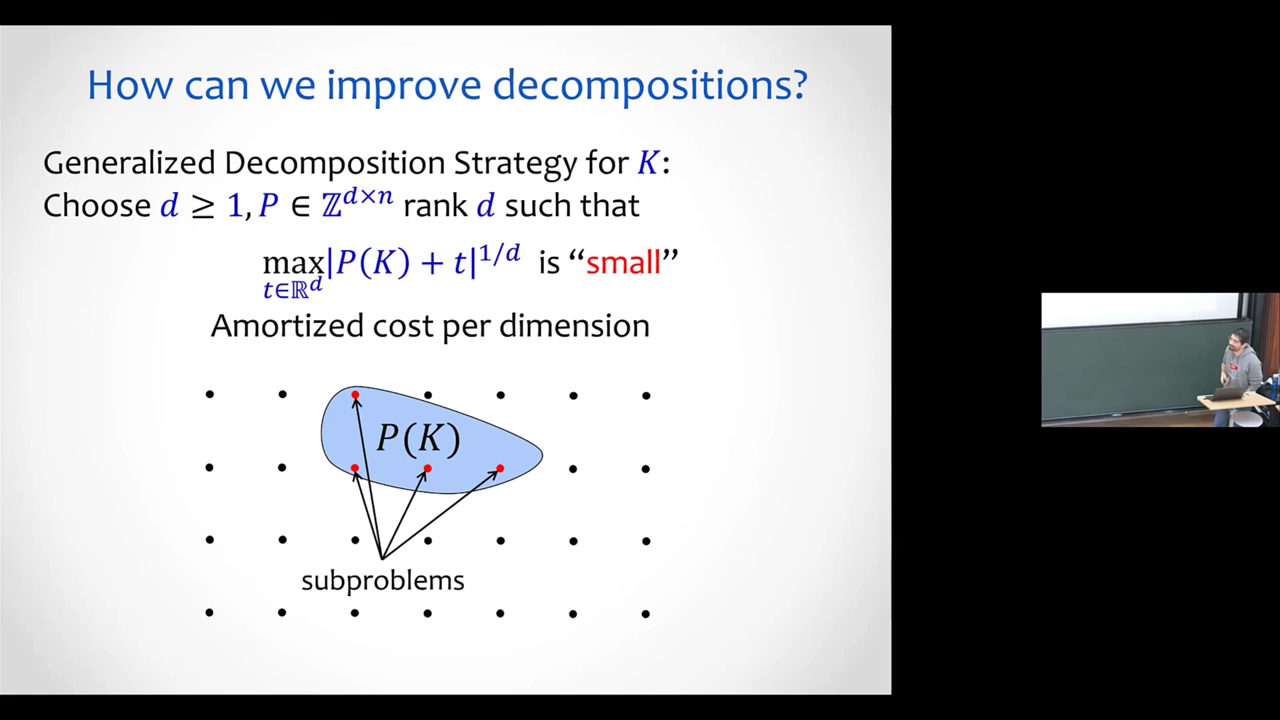 How can we improve decompositions?
Generalized Decomposition Strategy for K:
Choose d ≥ 1, P ∈ ℤ^{d×n} rank d such that
max_{t∈ℝ^d} |P(K) + t|^{1/d} is “small”
Amortized cost per dimension
P(K)
subproblems